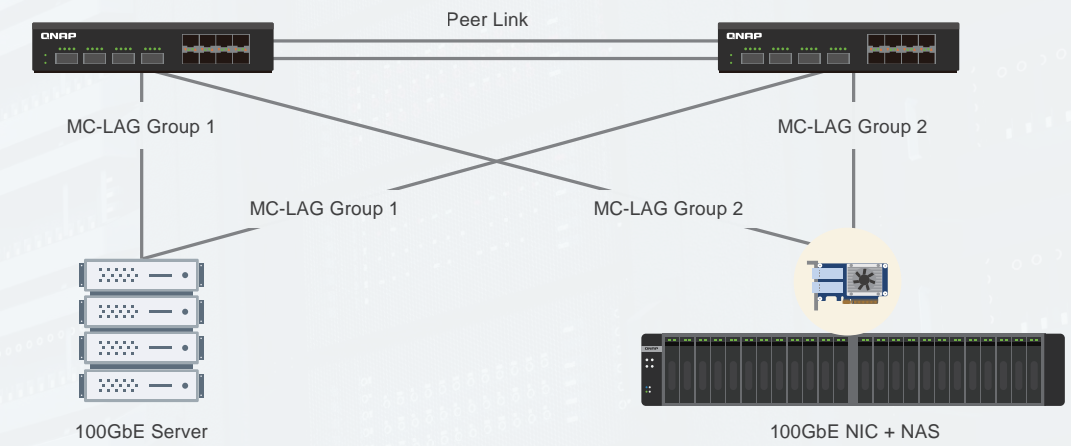 Peer Link
QNAP
QNAP
MC-LAG Group 1
MC-LAG Group 2
MC-LAG Group 1
MC-LAG Group 2
QNAP
100GbE Server
100GbE NIC + NAS